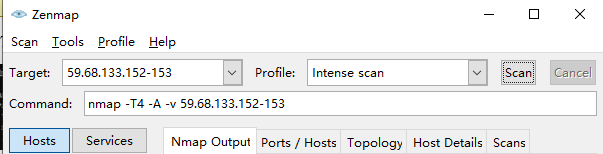 Zenmap
Scan Tools Profile Help
Target: 59.68.133.152-153 Profile: Intense scan Scan Cancel
Command: nmap -T4 -A -v 59.68.133.152-153
Hosts Services Nmap Output Ports / Hosts Topology Host Details Scans